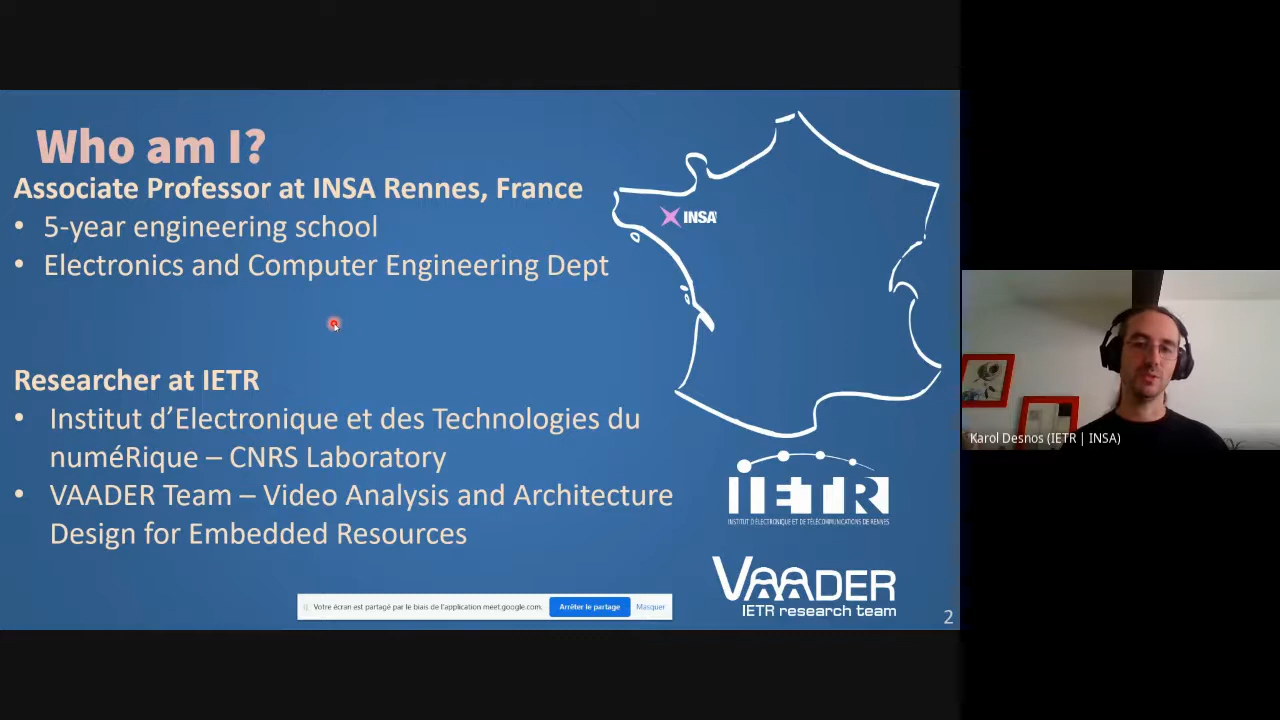 Who am I?
Associate Professor at INSA Rennes, France
• 5-year engineering school
• Electronics and Computer Engineering Dept
INSA
Researcher at IETR
• Institut d'Electronique et des Technologies du
numéRique – CNRS Laboratory
• VAADER Team – Video Analysis and Architecture
Design for Embedded Resources
IETR
INSTITUT D'ÉLECTRONIQUE ET DE TÉLÉCOMMUNICATIONS DE RENNES
VAADER
IETR research team
Votre écran est partagé par le biais de l'application meet.google.com.
Arrêter le partage
Masquer
2
Karol Desnos (IETR | INSA)